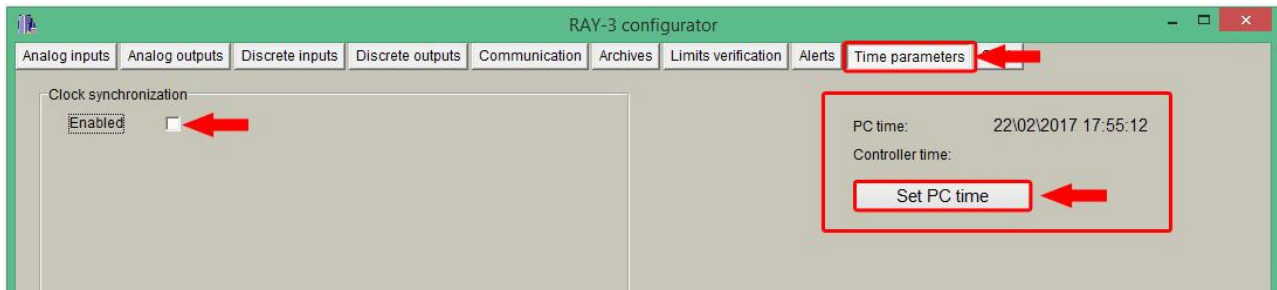 RAY-3 configurator
Analog inputs Analog outputs Discrete inputs Discrete outputs Communication Archives Limits verification Alerts Time parameters
Clock synchronization
Enabled
PC time: 22\02\2017 17:55:12
Controller time:
Set PC time